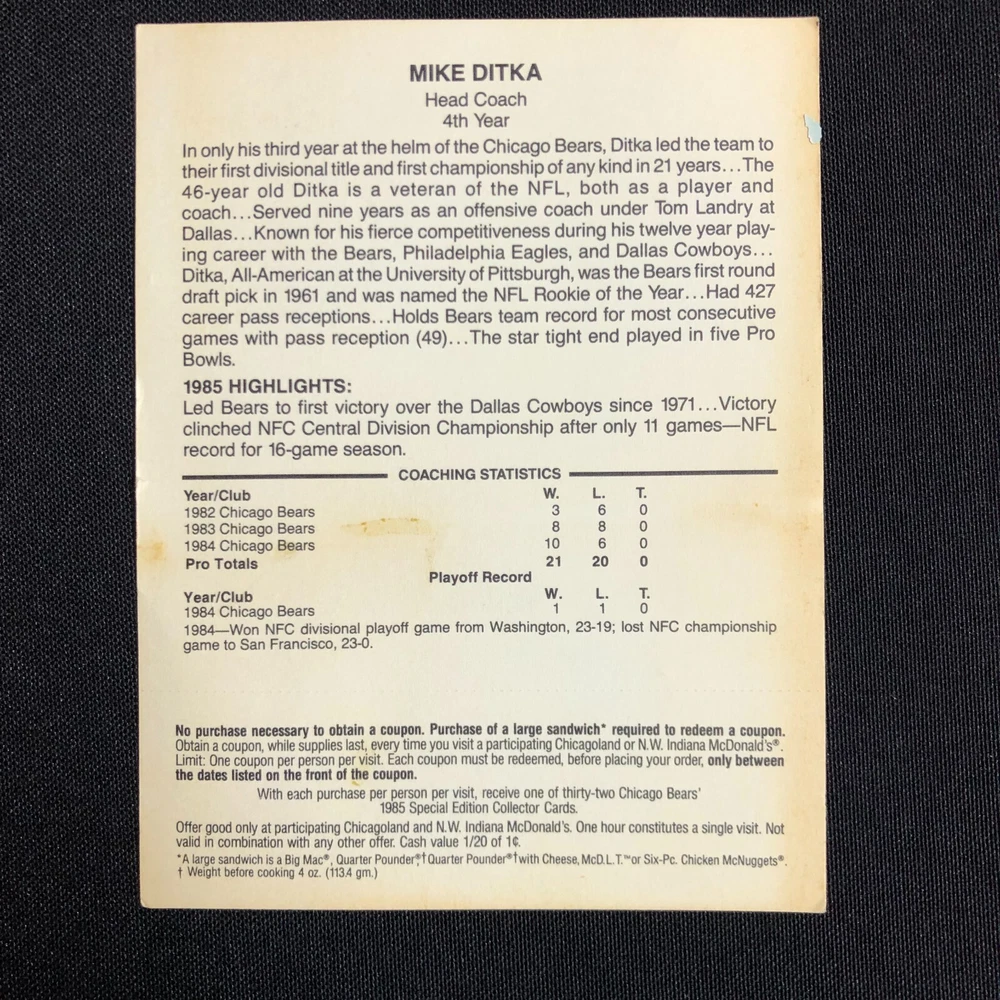 MIKE DITKA
Head Coach
4th Year
In only his third year at the helm of the Chicago Bears, Ditka led the team to
their first divisional title and first championship of any kind in 21 years...The
46-year old Ditka is a veteran of the NFL, both as a player and
coach...Served nine years as an offensive coach under Tom Landry at
Dallas...Known for his fierce competitiveness during his twelve year play-
ing career with the Bears, Philadelphia Eagles, and Dallas Cowboys...
Ditka, All-American at the University of Pittsburgh, was the Bears first round
draft pick in 1961 and was named the NFL Rookie of the Year...Had 427
career pass receptions...Holds Bears team record for most consecutive
games with pass reception (49)...The star tight end played in five Pro
Bowls.
1985 HIGHLIGHTS:
Led Bears to first victory over the Dallas Cowboys since 1971...Victory
clinched NFC Central Division Championship after only 11 games—NFL
record for 16-game season.
COACHING STATISTICS
Year/Club W. L. T.
1982 Chicago Bears 3 6 0
1983 Chicago Bears 8 8 0
1984 Chicago Bears 10 6 0
Pro Totals 21 20 0
Playoff Record
Year/Club W. L. T.
1984 Chicago Bears 1 1 0
1984—Won NFC divisional playoff game from Washington, 23-19; lost NFC championship
game to San Francisco, 23-0.
No purchase necessary to obtain a coupon. Purchase of a large sandwich* required to redeem a coupon.
Obtain a coupon, while supplies last, every time you visit a participating Chicagoland or N.W. Indiana McDonald's®.
Limit: One coupon per person per visit. Each coupon must be redeemed, before placing your order, only between
the dates listed on the front of the coupon.
With each purchase per person per visit, receive one of thirty-two Chicago Bears'
1985 Special Edition Collector Cards.
Offer good only at participating Chicagoland and N.W. Indiana McDonald's. One hour constitutes a single visit. Not
valid in combination with any other offer. Cash value 1/20 of 1¢.
*A large sandwich is a Big Mac®, Quarter Pounder®† Quarter Pounder®† with Cheese, McD.L.T.™ or Six-Pc. Chicken McNuggets®.
† Weight before cooking 4 oz. (113.4 gm.)